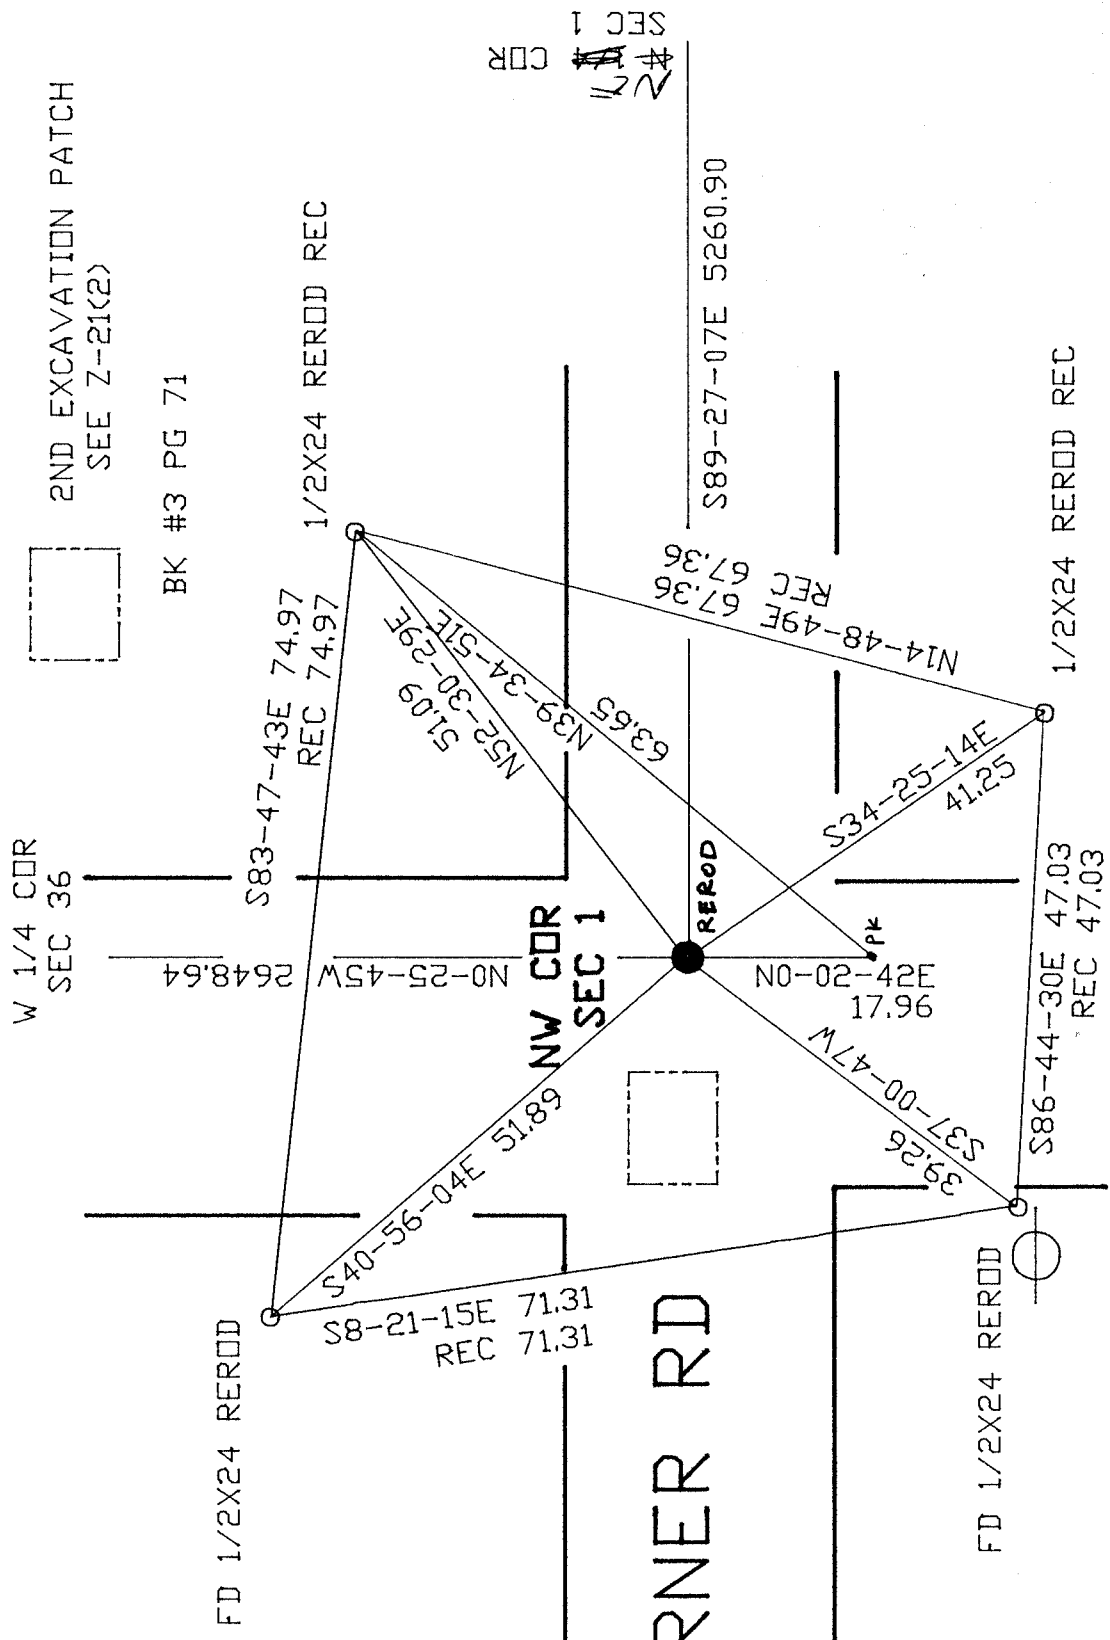 W 1/4 COR
SEC 36
2ND EXCAVATION PATCH
SEE Z-21(2)
BK #3 PG 71
1/2X24 REROD REC
NE
COR
SEC 1
S83-47-43E 74.97
REC 74.97
N0-25-45W 2648.64
51.09
N52-30-29E
N39-34-51E
63.65
N14-48-49E 67.36
REC 67.36
S89-27-07E 5260.90
NW COR
SEC 1
REROD
S40-56-04E 51.89
PK
N0-02-42E
17.96
S34-25-14E
41.25
S37-00-47W
39.26
FD 1/2X24 REROD
S8-21-15E 71.31
REC 71.31
RNER RD
FD 1/2X24 REROD
S86-44-30E 47.03
REC 47.03
1/2X24 REROD REC